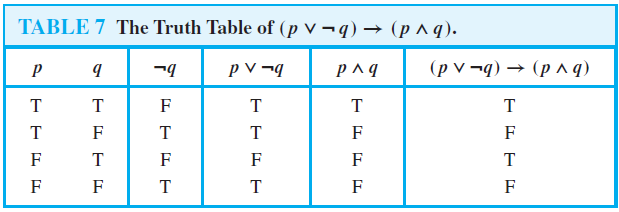 TABLE 7 The Truth Table of (p ∨ ¬ q) → (p ∧ q).
p q ¬q p ∨ ¬q p ∧ q (p ∨ ¬q) → (p ∧ q)
T T F T T T
T F T T F F
F T F F F T
F F T T F F